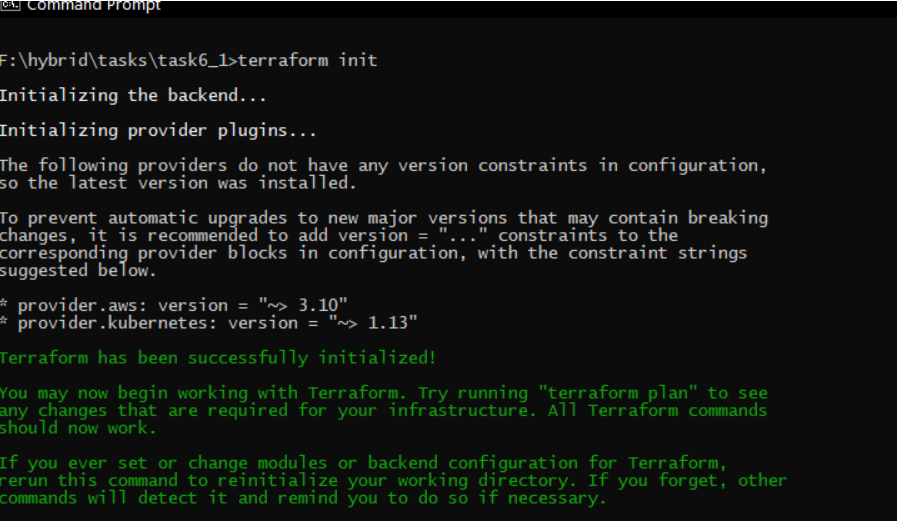 Command Prompt
F:\hybrid\tasks\task6_1>terraform init
Initializing the backend...
Initializing provider plugins...
The following providers do not have any version constraints in configuration,
so the latest version was installed.
To prevent automatic upgrades to new major versions that may contain breaking
changes, it is recommended to add version = "..." constraints to the
corresponding provider blocks in configuration, with the constraint strings
suggested below.
* provider.aws: version = "~> 3.10"
* provider.kubernetes: version = "~> 1.13"
Terraform has been successfully initialized!
You may now begin working with Terraform. Try running "terraform plan" to see
any changes that are required for your infrastructure. All Terraform commands
should now work.
If you ever set or change modules or backend configuration for Terraform,
rerun this command to reinitialize your working directory. If you forget, other
commands will detect it and remind you to do so if necessary.